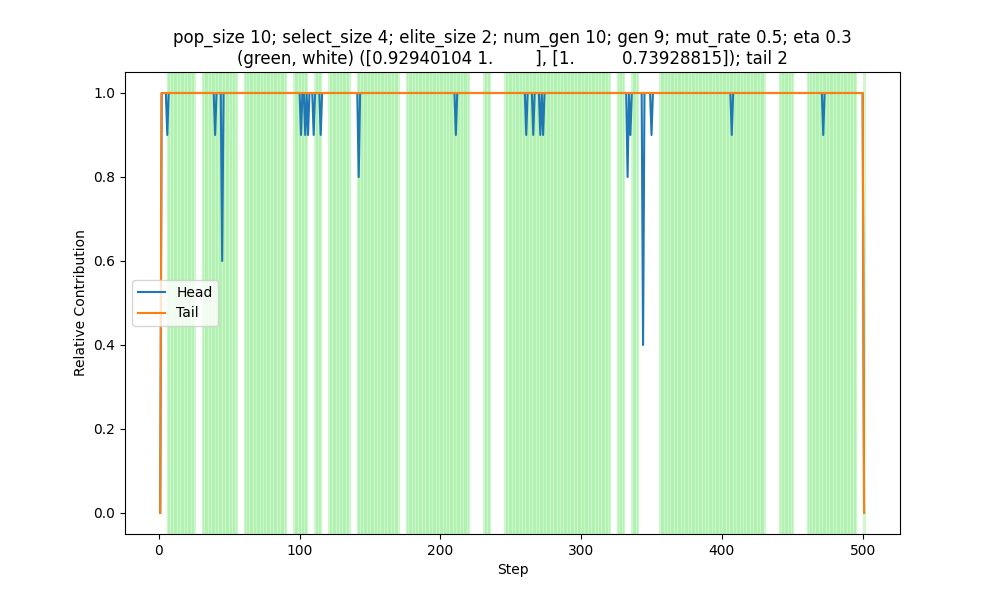 pop_size 10; select_size 4; elite_size 2; num_gen 10; gen 9; mut_rate 0.5; eta 0.3
(green, white) ([0.92940104 1.        ], [1.         0.73928815]); tail 2
1.0
0.8
0.6
0.4
0.2
0.0
Relative Contribution
Head
Tail
0 100 200 300 400 500
Step